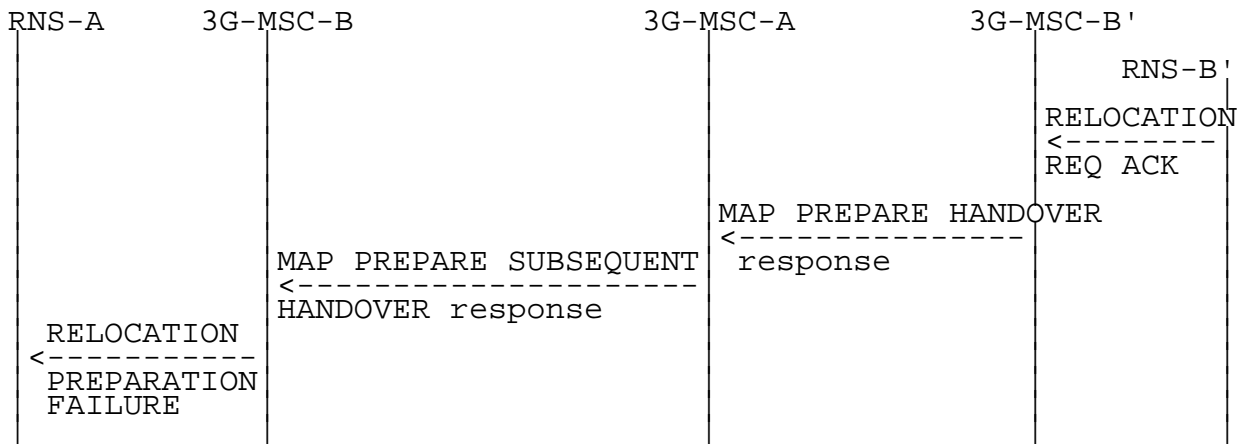 RNS-A 3G-MSC-B 3G-MSC-A 3G-MSC-B'
RNS-B'
RELOCATION
REQ ACK
MAP PREPARE HANDOVER
response
MAP PREPARE SUBSEQUENT
HANDOVER response
RELOCATION
PREPARATION
FAILURE